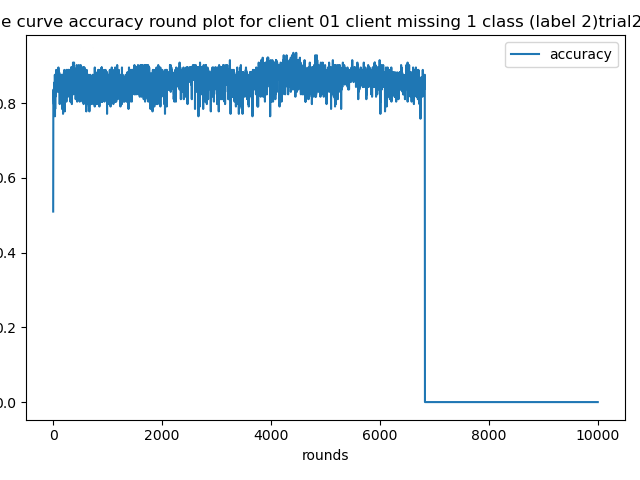 e curve accuracy round plot for client 01 client missing 1 class (label 2)trial2
accuracy
0.8
0.6
0.4
0.2
0.0
0 2000 4000 6000 8000 10000
rounds